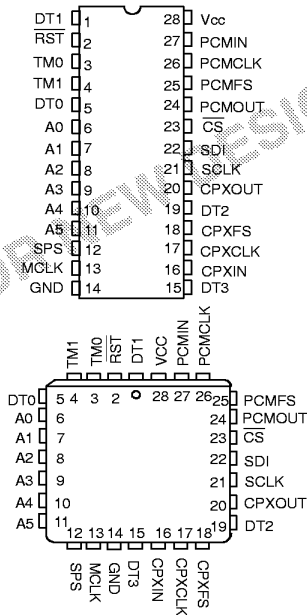 DT1 1 28 Vcc
RST 2 27 PCMIN
TM0 3 26 PCMCLK
TM1 4 25 PCMFS
DT0 5 24 PCMOUT
A0 6 23 CS
A1 7 22 SDI
A2 8 21 SCLK
A3 9 20 CPXOUT
A4 10 19 DT2
A5 11 18 CPXFS
SPS 12 17 CPXCLK
MCLK 13 16 CPXIN
GND 14 15 DT3
OR NEW DESIG
TM1 TM0 RST DT1 VCC PCMIN PCMCLK
DT0 5 4 3 2 28 27 26 25 PCMFS
A0 6 24 PCMOUT
A1 7 23 CS
A2 8 22 SDI
A3 9 21 SCLK
A4 10 20 CPXOUT
A5 11 19 DT2
12 13 14 15 16 17 18
SPS MCLK GND DT3 CPXIN CPXCLK CPXFS